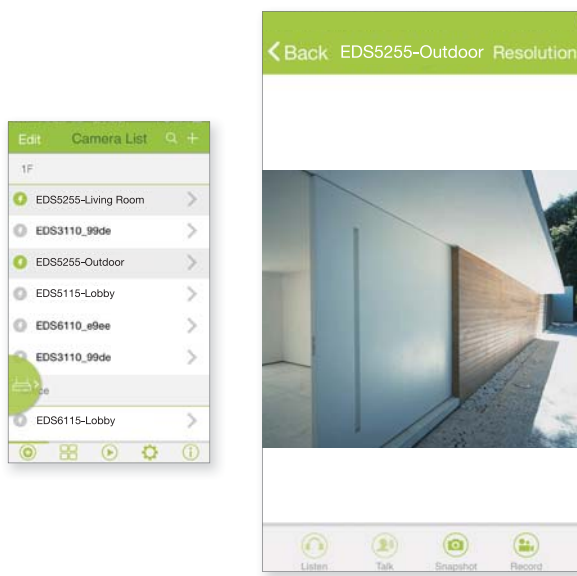 Edit Camera List
1F
EDS5255-Living Room
EDS3110_99de
EDS5255-Outdoor
EDS5115-Lobby
EDS6110_e9ee
EDS3110_99de
EDS6115-Lobby
Back EDS5255-Outdoor Resolution
Listen Talk Snapshot Record